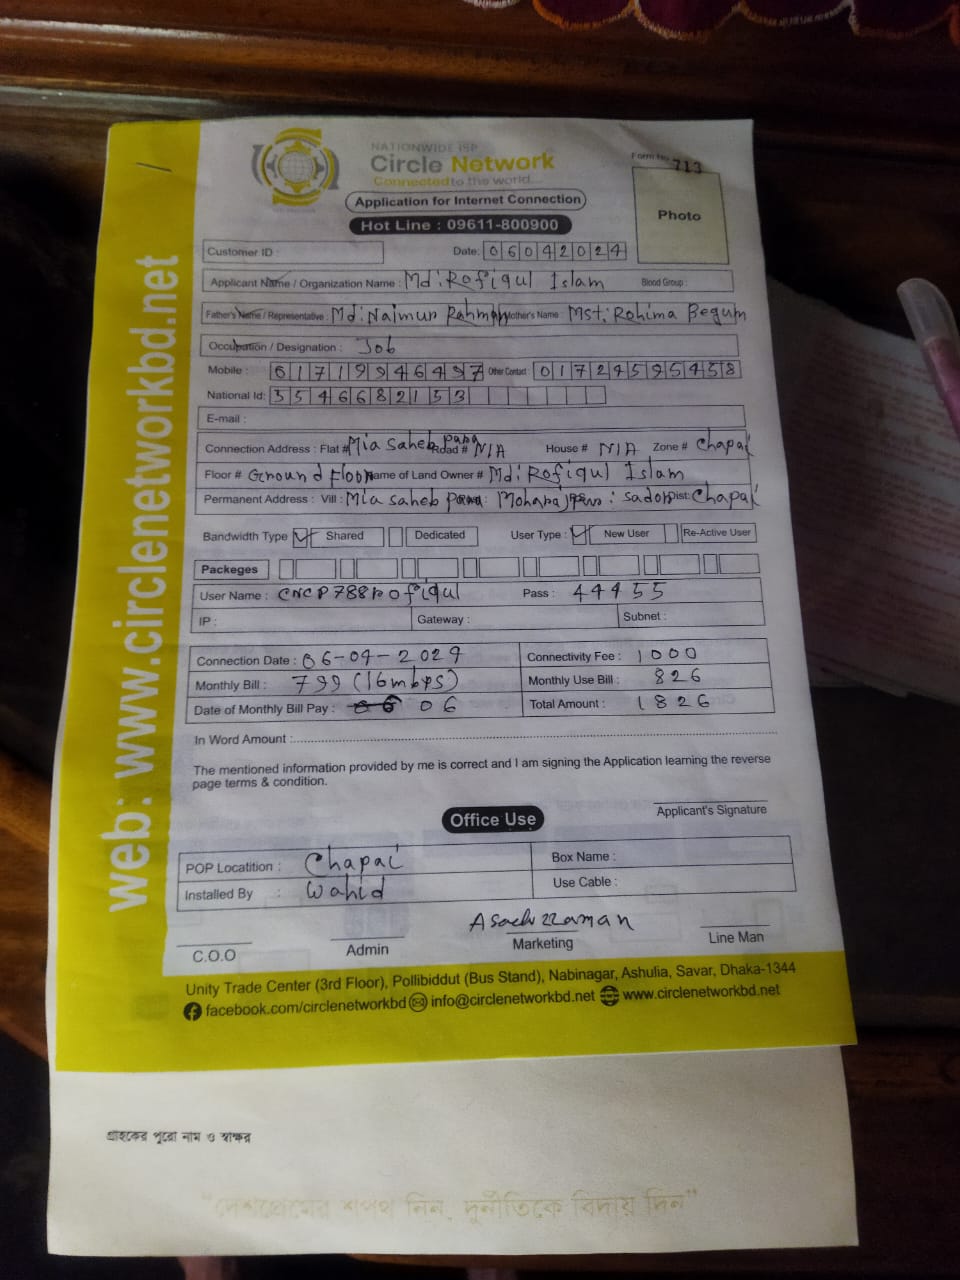 NATIONWIDE ISP
Circle Network
Connected to the world...
Form No. 713
Application for Internet Connection
Hot Line : 09611-800900
Photo
web: www.circlenetworkbd.net
Customer ID :
Date: 06042024
Applicant Name / Organization Name : Md: Rofiqul Islam Blood Group :
Father's Name / Representative : Md: Naimur Rahman Mother's Name : Mst: Rohima Begum
Occupation / Designation : Job
Mobile : 01719946497 Other Contact : 01724595458
National Id: 3546682153
E-mail :
Connection Address : Flat # Mia Saheb para Road # N/A House # N/A Zone # Chapai
Floor # Ground Floor Name of Land Owner # Md: Rofiqul Islam
Permanent Address : Vill : Mia saheb para Dist: Chapai
Bandwidth Type Shared Dedicated User Type : New User Re-Active User
Packeges
User Name : CNCP788Rofiqul Pass : 44455
IP : Gateway : Subnet :
Connection Date : 06-04-2024 Connectivity Fee : 1000
Monthly Bill : 799 (16mbps) Monthly Use Bill : 826
Date of Monthly Bill Pay : 06 Total Amount : 1826
In Word Amount :
The mentioned information provided by me is correct and I am signing the Application learning the reverse
page terms & condition.
Applicant's Signature
Office Use
POP Locatition : Chapai Box Name :
Installed By : Wahid Use Cable :
Asaduzzaman
C.O.O Admin Marketing Line Man
Unity Trade Center (3rd Floor), Pollibiddut (Bus Stand), Nabinagar, Ashulia, Savar, Dhaka-1344
facebook.com/circlenetworkbd info@circlenetworkbd.net www.circlenetworkbd.net
গ্রাহকের পুরো নাম ও স্বাক্ষর
“দেশপ্রেমের শপথ নিন, দুর্নীতিকে বিদায় দিন”